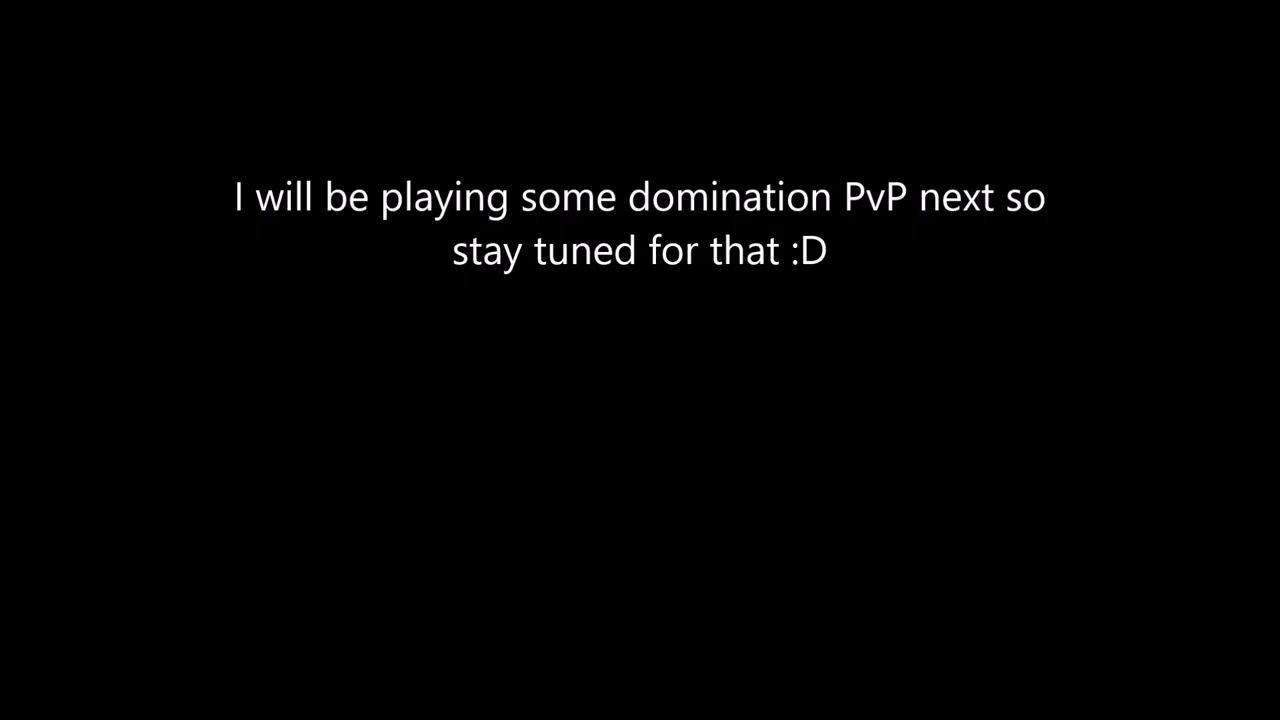 I will be playing some domination PvP next so
stay tuned for that :D